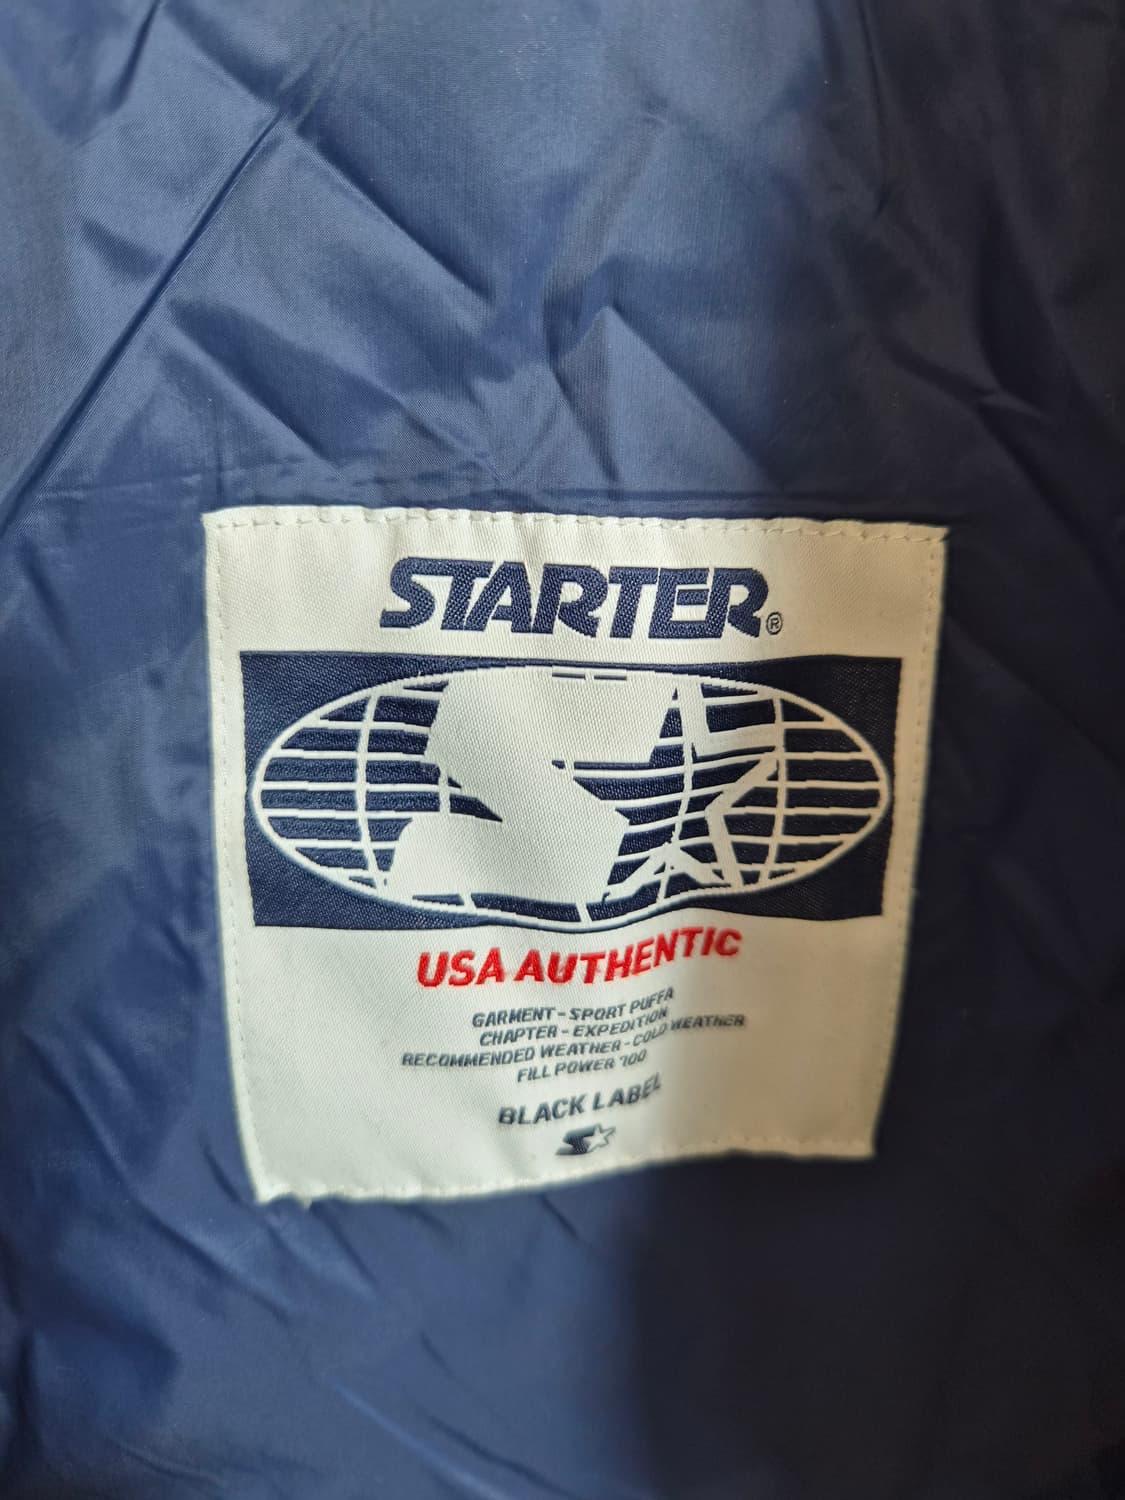 STARTER®
USA AUTHENTIC
GARMENT - SPORT PUFFA
CHAPTER - EXPEDITION
RECOMMENDED WEATHER - COLD WEATHER
FILL POWER 700
BLACK LABEL